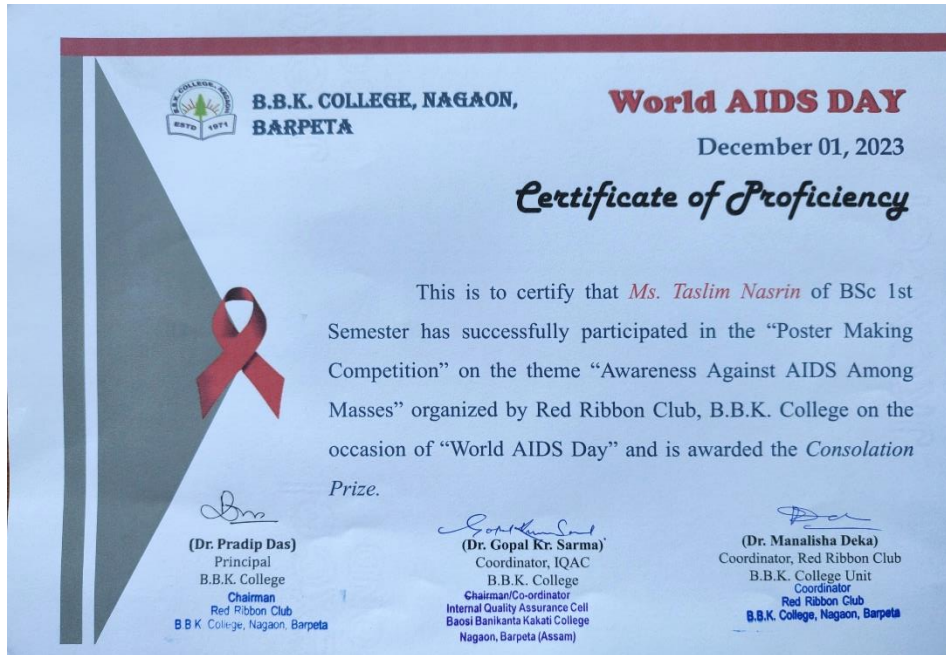 B.B.K. COLLEGE, NAGAON
ESTD 1971
B.B.K. COLLEGE, NAGAON,
BARPETA
World AIDS DAY
December 01, 2023
Certificate of Proficiency
This is to certify that Ms. Taslim Nasrin of BSc 1st
Semester has successfully participated in the “Poster Making
Competition” on the theme “Awareness Against AIDS Among
Masses” organized by Red Ribbon Club, B.B.K. College on the
occasion of “World AIDS Day” and is awarded the Consolation
Prize.
(Dr. Pradip Das)
Principal
B.B.K. College
Chairman
Red Ribbon Club
B.B.K. College, Nagaon, Barpeta
(Dr. Gopal Kr. Sarma)
Coordinator, IQAC
B.B.K. College
Chairman/Co-ordinator
Internal Quality Assurance Cell
Baosi Banikanta Kakati College
Nagaon, Barpeta (Assam)
(Dr. Manalisha Deka)
Coordinator, Red Ribbon Club
B.B.K. College Unit
Coordinator
Red Ribbon Club
B.B.K. College, Nagaon, Barpeta